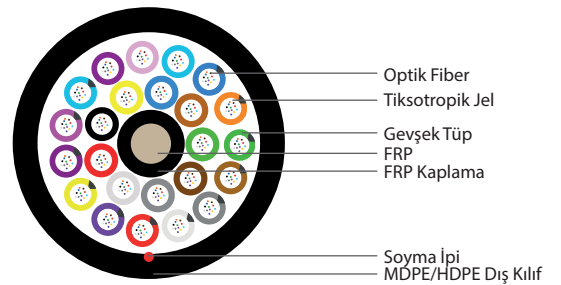 Optik Fiber
Tiksotropik Jel
Gevşek Tüp
FRP
FRP Kaplama
Soyma İpi
MDPE/HDPE Dış Kılıf